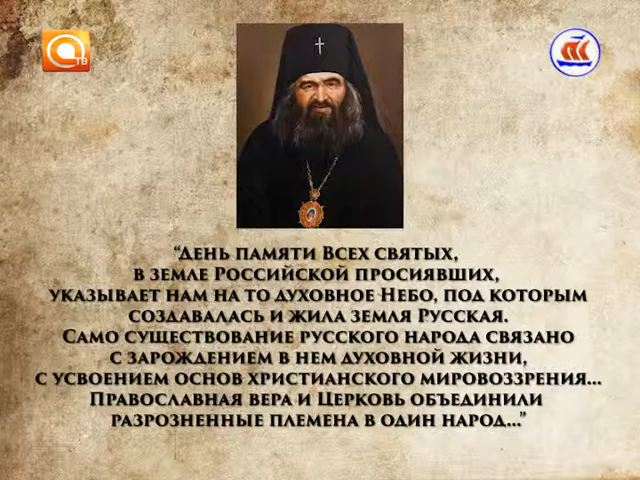 ТВ
“День памяти Всех святых,
в земле Российской просиявших,
указывает нам на то духовное Небо, под которым
создавалась и жила земля Русская.
Само существование русского народа связано
с зарождением в нем духовной жизни,
с усвоением основ христианского мировоззрения...
Православная вера и Церковь объединили
разрозненные племена в один народ...”